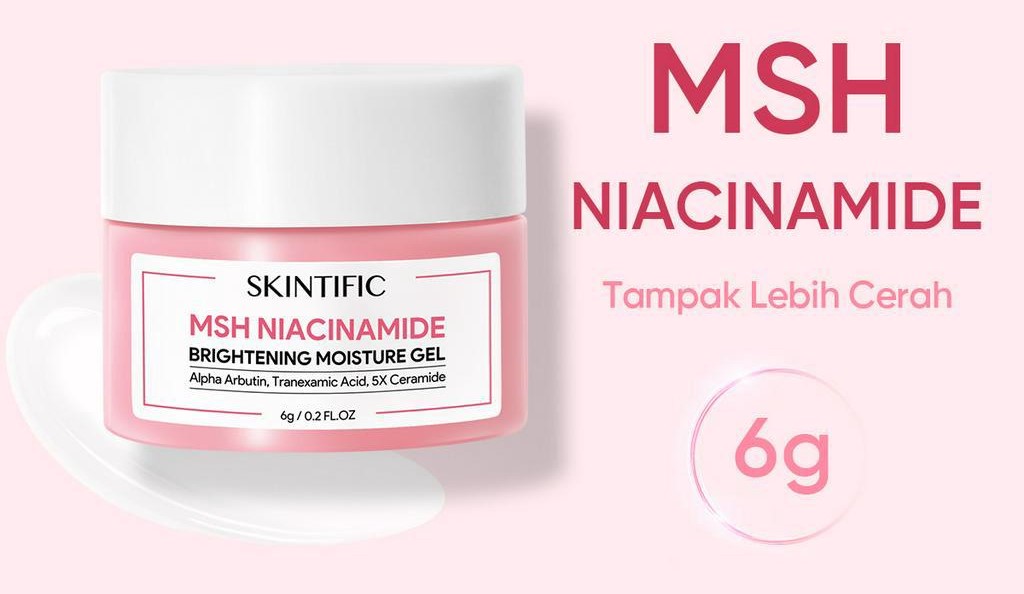 SKINTIFIC
MSH NIACINAMIDE
BRIGHTENING MOISTURE GEL
Alpha Arbutin, Tranexamic Acid, 5X Ceramide
6g / 0.2 FL.OZ
MSH
NIACINAMIDE
Tampak Lebih Cerah
6g